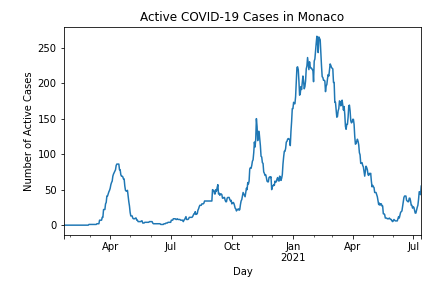 Active COVID-19 Cases in Monaco
Number of Active Cases
250
200
150
100
50
0
Apr Jul Oct Jan Apr Jul
2021
Day